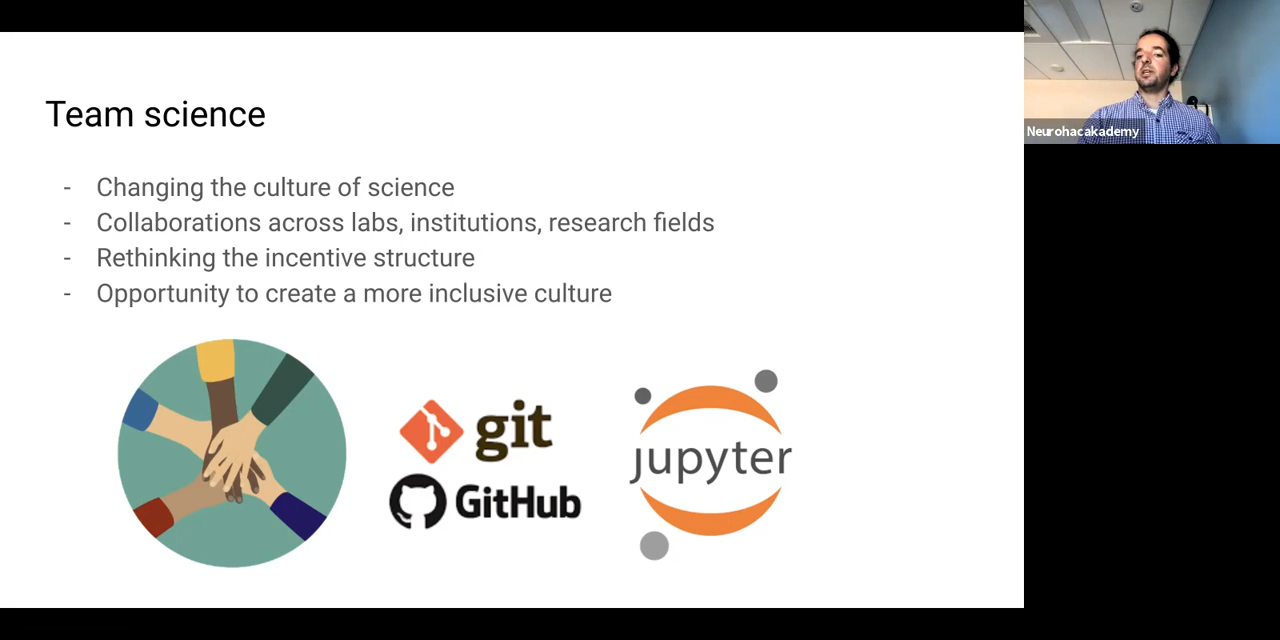 Team science
- Changing the culture of science
- Collaborations across labs, institutions, research fields
- Rethinking the incentive structure
- Opportunity to create a more inclusive culture
git
GitHub
jupyter
Neurohacakademy